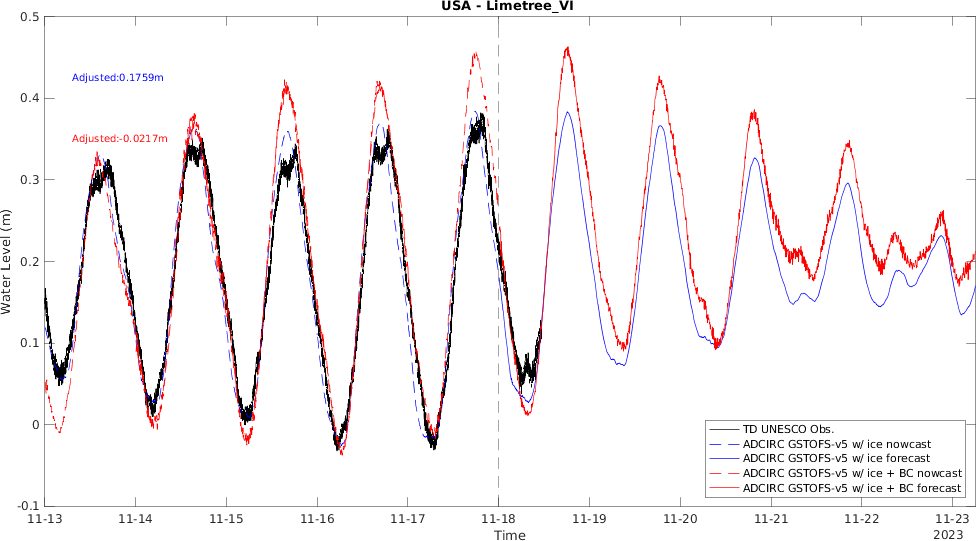 USA - Limetree_VI
0.5
0.4
0.3
0.2
0.1
0
-0.1
Water Level (m)
Adjusted:0.1759m
Adjusted:-0.0217m
TD UNESCO Obs.
ADCIRC GSTOFS-v5 w/ ice nowcast
ADCIRC GSTOFS-v5 w/ ice forecast
ADCIRC GSTOFS-v5 w/ ice + BC nowcast
ADCIRC GSTOFS-v5 w/ ice + BC forecast
11-13 11-14 11-15 11-16 11-17 11-18 11-19 11-20 11-21 11-22 11-23
Time
2023